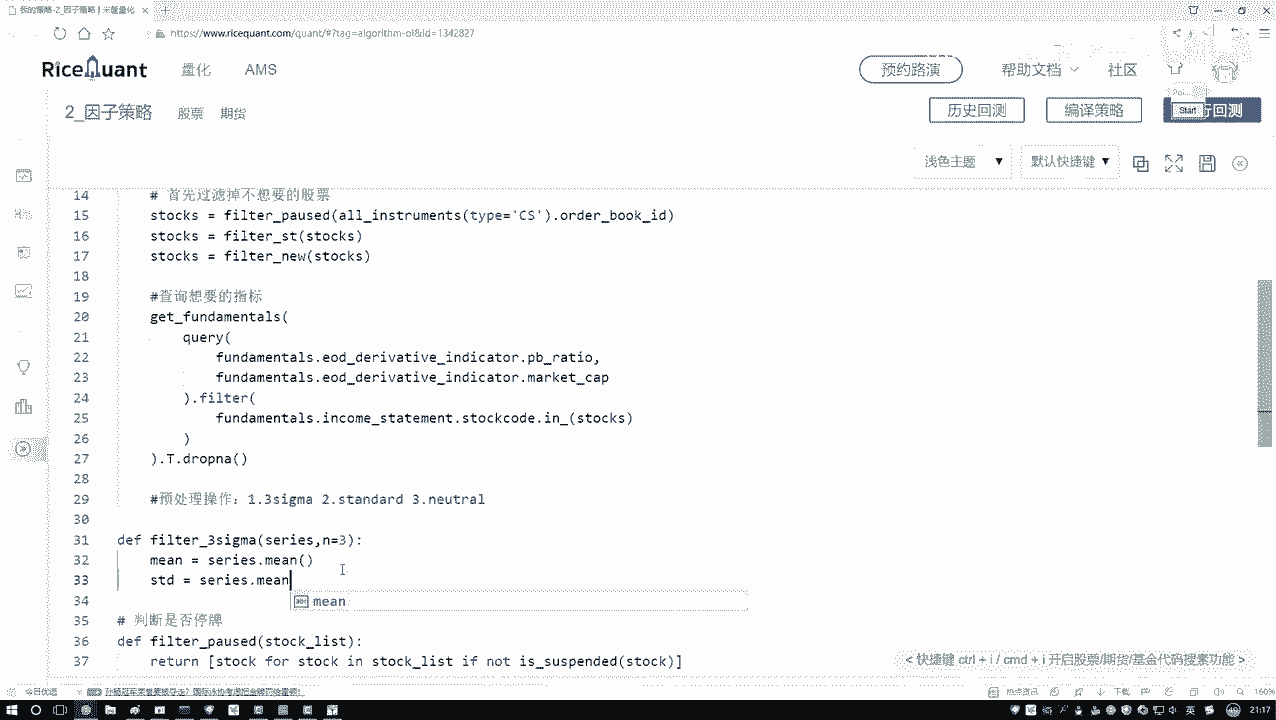 我的策略-2_因子策略 | 米筐量化
https://www.ricequant.com/quant/#?tag=algorithm-ol&id=1342827
RiceQuant 量化 AMS 预约路演 帮助文档 社区
2_因子策略 股票 期货 历史回测 编译策略 Start 行回测
浅色主题 默认快捷键
14 # 首先过滤掉不想要的股票
15 stocks = filter_paused(all_instruments(type='CS').order_book_id)
16 stocks = filter_st(stocks)
17 stocks = filter_new(stocks)
18
19 #查询想要的指标
20 get_fundamentals(
21 query(
22 fundamentals.eod_derivative_indicator.pb_ratio,
23 fundamentals.eod_derivative_indicator.market_cap
24 ).filter(
25 fundamentals.income_statement.stockcode.in_(stocks)
26 )
27 ).T.dropna()
28
29 #预处理操作：1.3sigma 2.standard 3.neutral
30
31 def filter_3sigma(series,n=3):
32 mean = series.mean()
33 std = series.mean
34 abc mean
35 # 判断是否停牌
36 def filter_paused(stock_list):
37 return [stock for stock in stock_list if not is_suspended(stock)]
< 快捷键 ctrl + i / cmd + i 开启股票/期货/基金代码搜索功能 >
今日优选 热点资讯 下载 160%
英 21:17